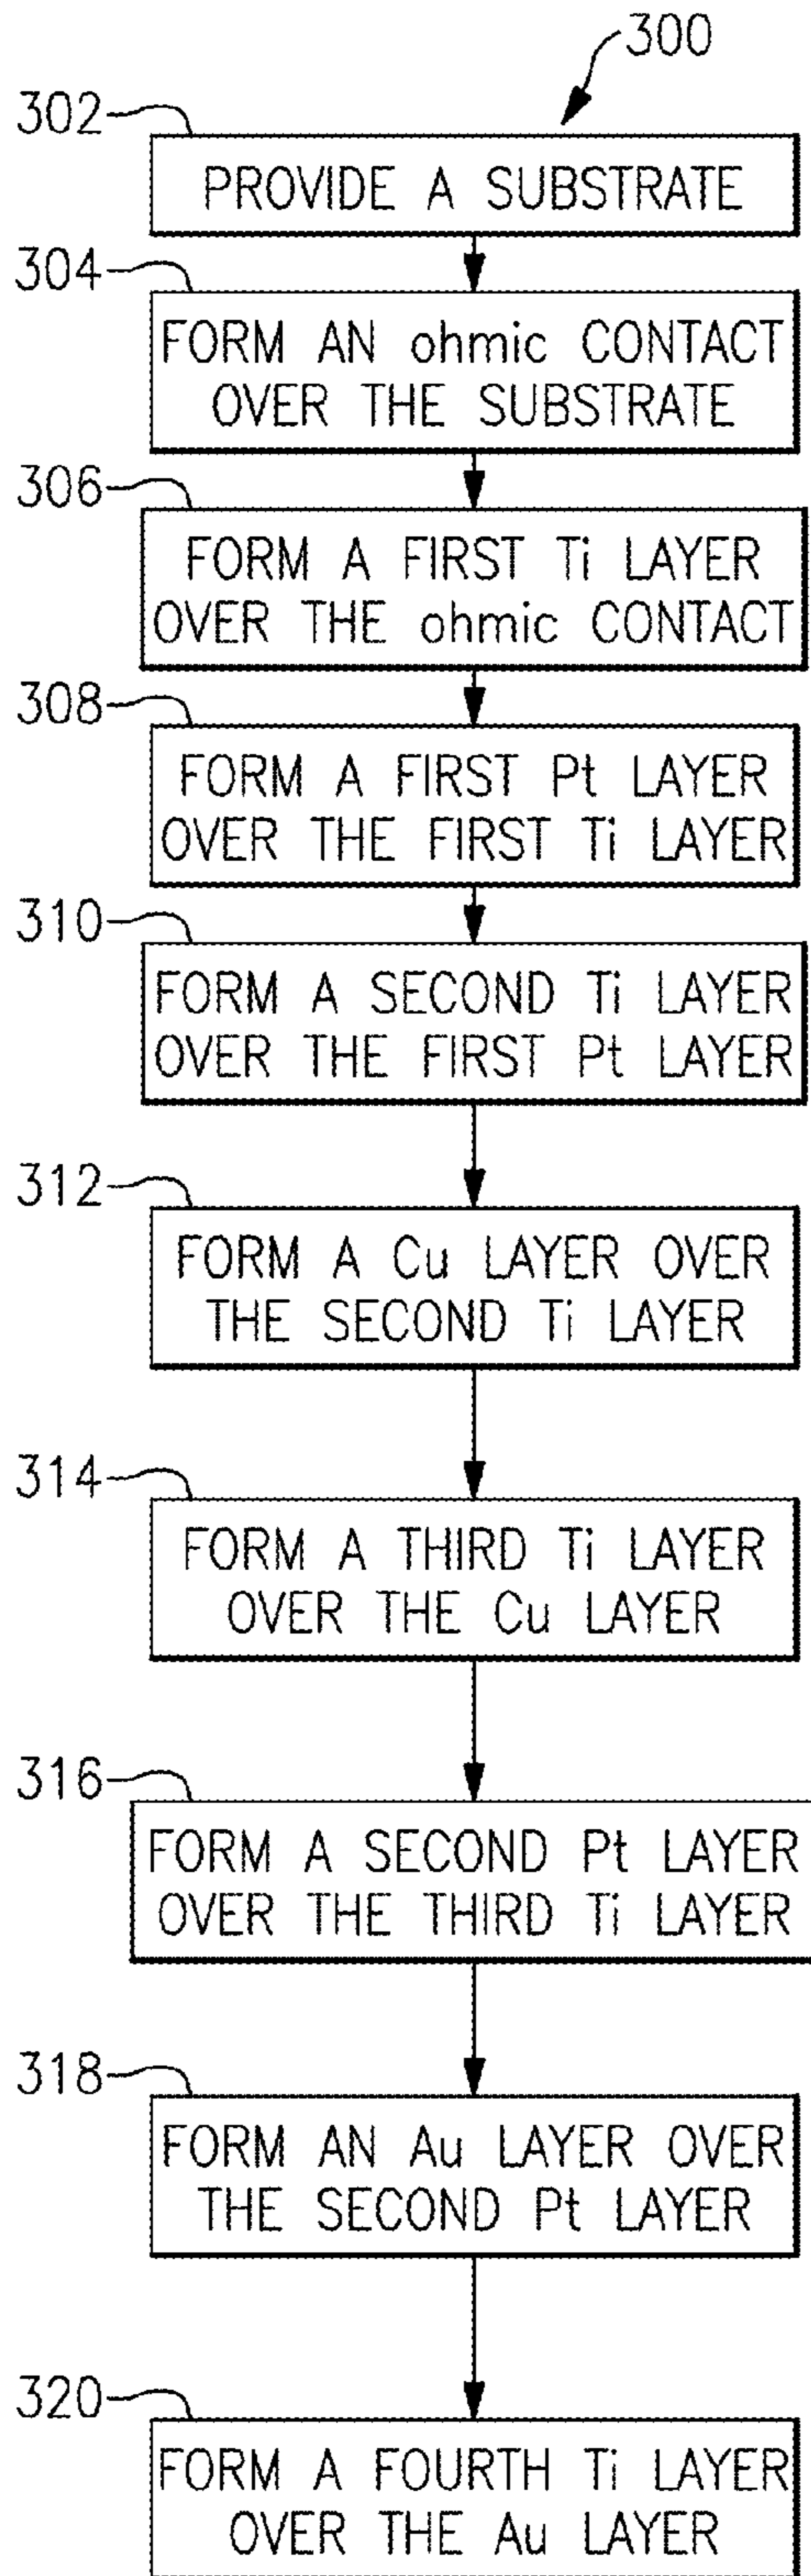 300
302
PROVIDE A SUBSTRATE
304
FORM AN ohmic CONTACT
OVER THE SUBSTRATE
306
FORM A FIRST Ti LAYER
OVER THE ohmic CONTACT
308
FORM A FIRST Pt LAYER
OVER THE FIRST Ti LAYER
310
FORM A SECOND Ti LAYER
OVER THE FIRST Pt LAYER
312
FORM A Cu LAYER OVER
THE SECOND Ti LAYER
314
FORM A THIRD Ti LAYER
OVER THE Cu LAYER
316
FORM A SECOND Pt LAYER
OVER THE THIRD Ti LAYER
318
FORM AN Au LAYER OVER
THE SECOND Pt LAYER
320
FORM A FOURTH Ti LAYER
OVER THE Au LAYER